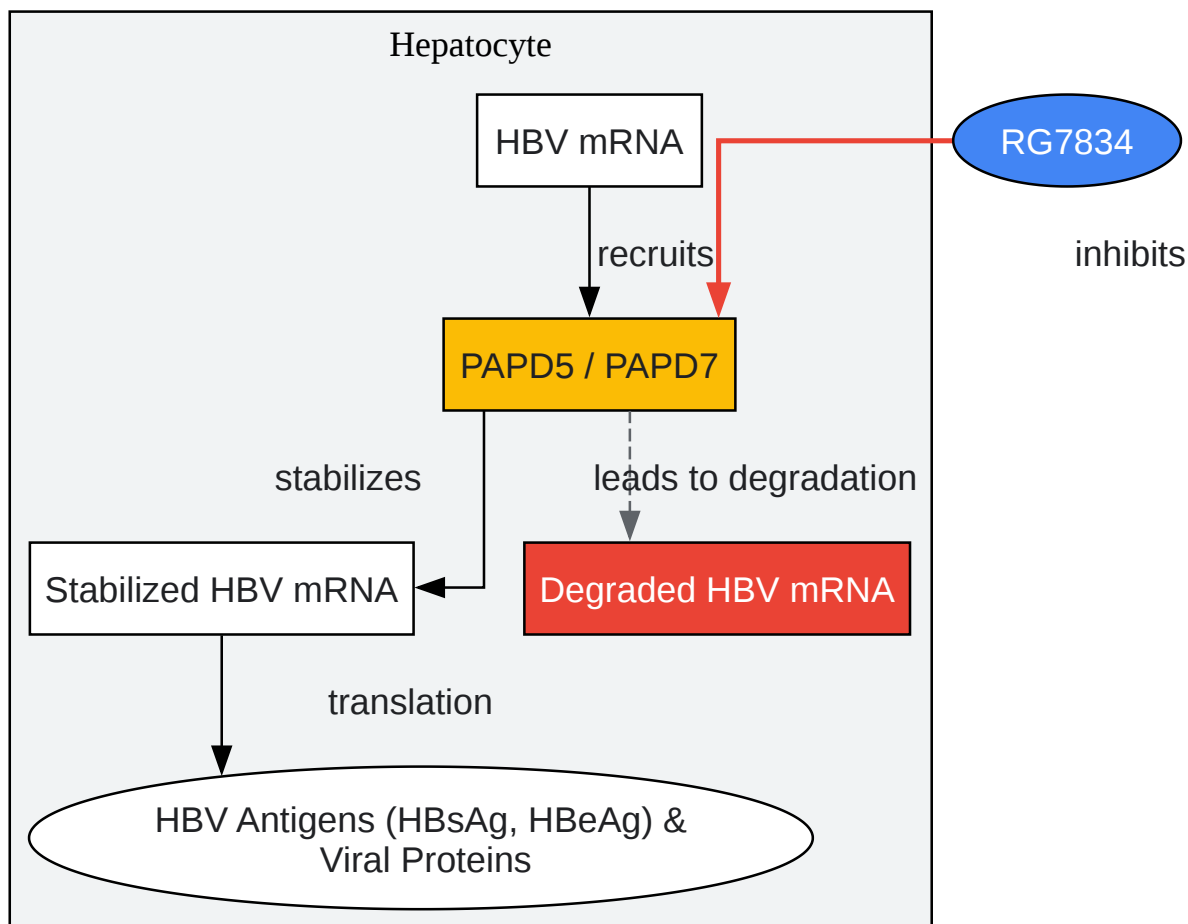 Hepatocyte
HBV mRNA
RG7834
recruits
inhibits
PAPD5 / PAPD7
stabilizes
leads to degradation
Stabilized HBV mRNA
Degraded HBV mRNA
translation
HBV Antigens (HBsAg, HBeAg) &
Viral Proteins